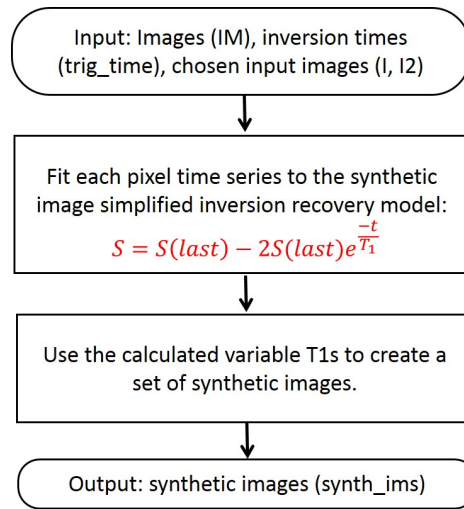 Input: Images (IM), inversion times
(trig_time), chosen input images (I, I2)
Fit each pixel time series to the synthetic
image simplified inversion recovery model:
S = S(last) − 2S(last)e^(−t/T₁)
Use the calculated variable T1s to create a
set of synthetic images.
Output: synthetic images (synth_ims)